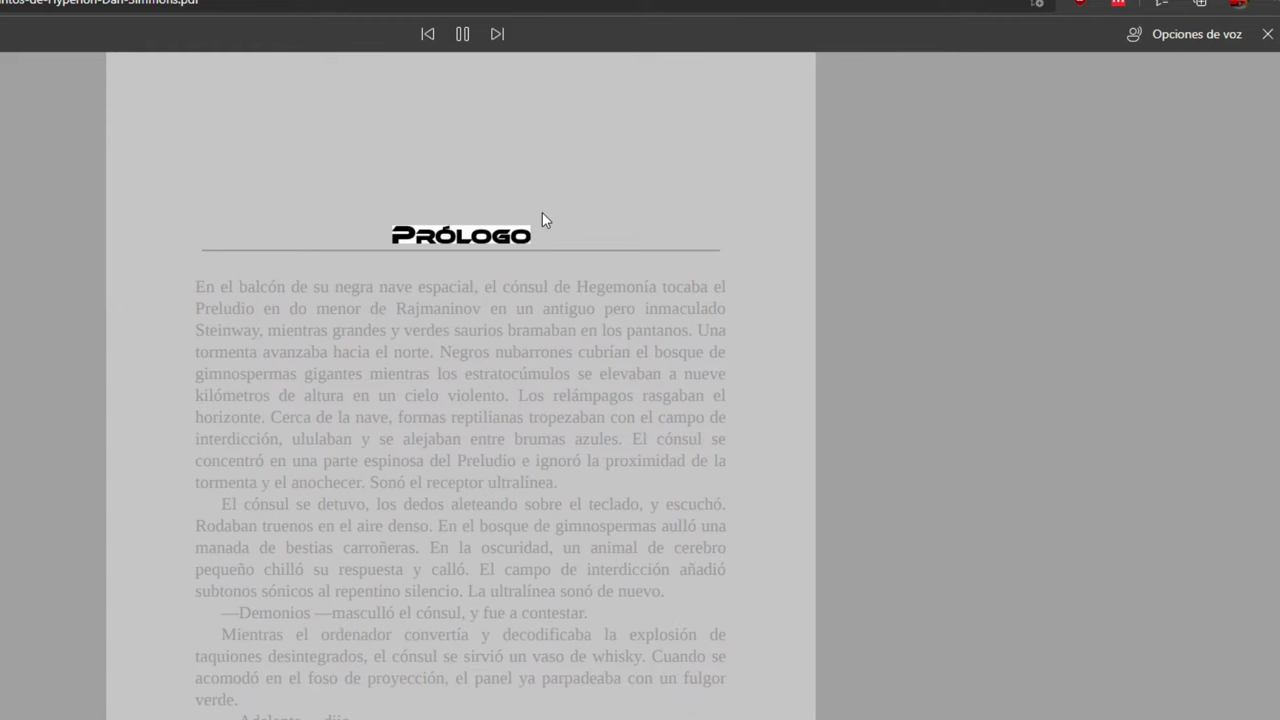 ntos-de-Hyperion-Dan-Simmons.pdf
Opciones de voz
Prólogo
En el balcón de su negra nave espacial, el cónsul de Hegemonía tocaba el
Preludio en do menor de Rajmaninov en un antiguo pero inmaculado
Steinway, mientras grandes y verdes saurios bramaban en los pantanos. Una
tormenta avanzaba hacia el norte. Negros nubarrones cubrían el bosque de
gimnospermas gigantes mientras los estratocúmulos se elevaban a nueve
kilómetros de altura en un cielo violento. Los relámpagos rasgaban el
horizonte. Cerca de la nave, formas reptilianas tropezaban con el campo de
interdicción, ululaban y se alejaban entre brumas azules. El cónsul se
concentró en una parte espinosa del Preludio e ignoró la proximidad de la
tormenta y el anochecer. Sonó el receptor ultralínea.
El cónsul se detuvo, los dedos aleteando sobre el teclado, y escuchó.
Rodaban truenos en el aire denso. En el bosque de gimnospermas aulló una
manada de bestias carroñeras. En la oscuridad, un animal de cerebro
pequeño chilló su respuesta y calló. El campo de interdicción añadió
subtonos sónicos al repentino silencio. La ultralínea sonó de nuevo.
—Demonios —masculló el cónsul, y fue a contestar.
Mientras el ordenador convertía y decodificaba la explosión de
taquiones desintegrados, el cónsul se sirvió un vaso de whisky. Cuando se
acomodó en el foso de proyección, el panel ya parpadeaba con un fulgor
verde.
—Adelante —dijo